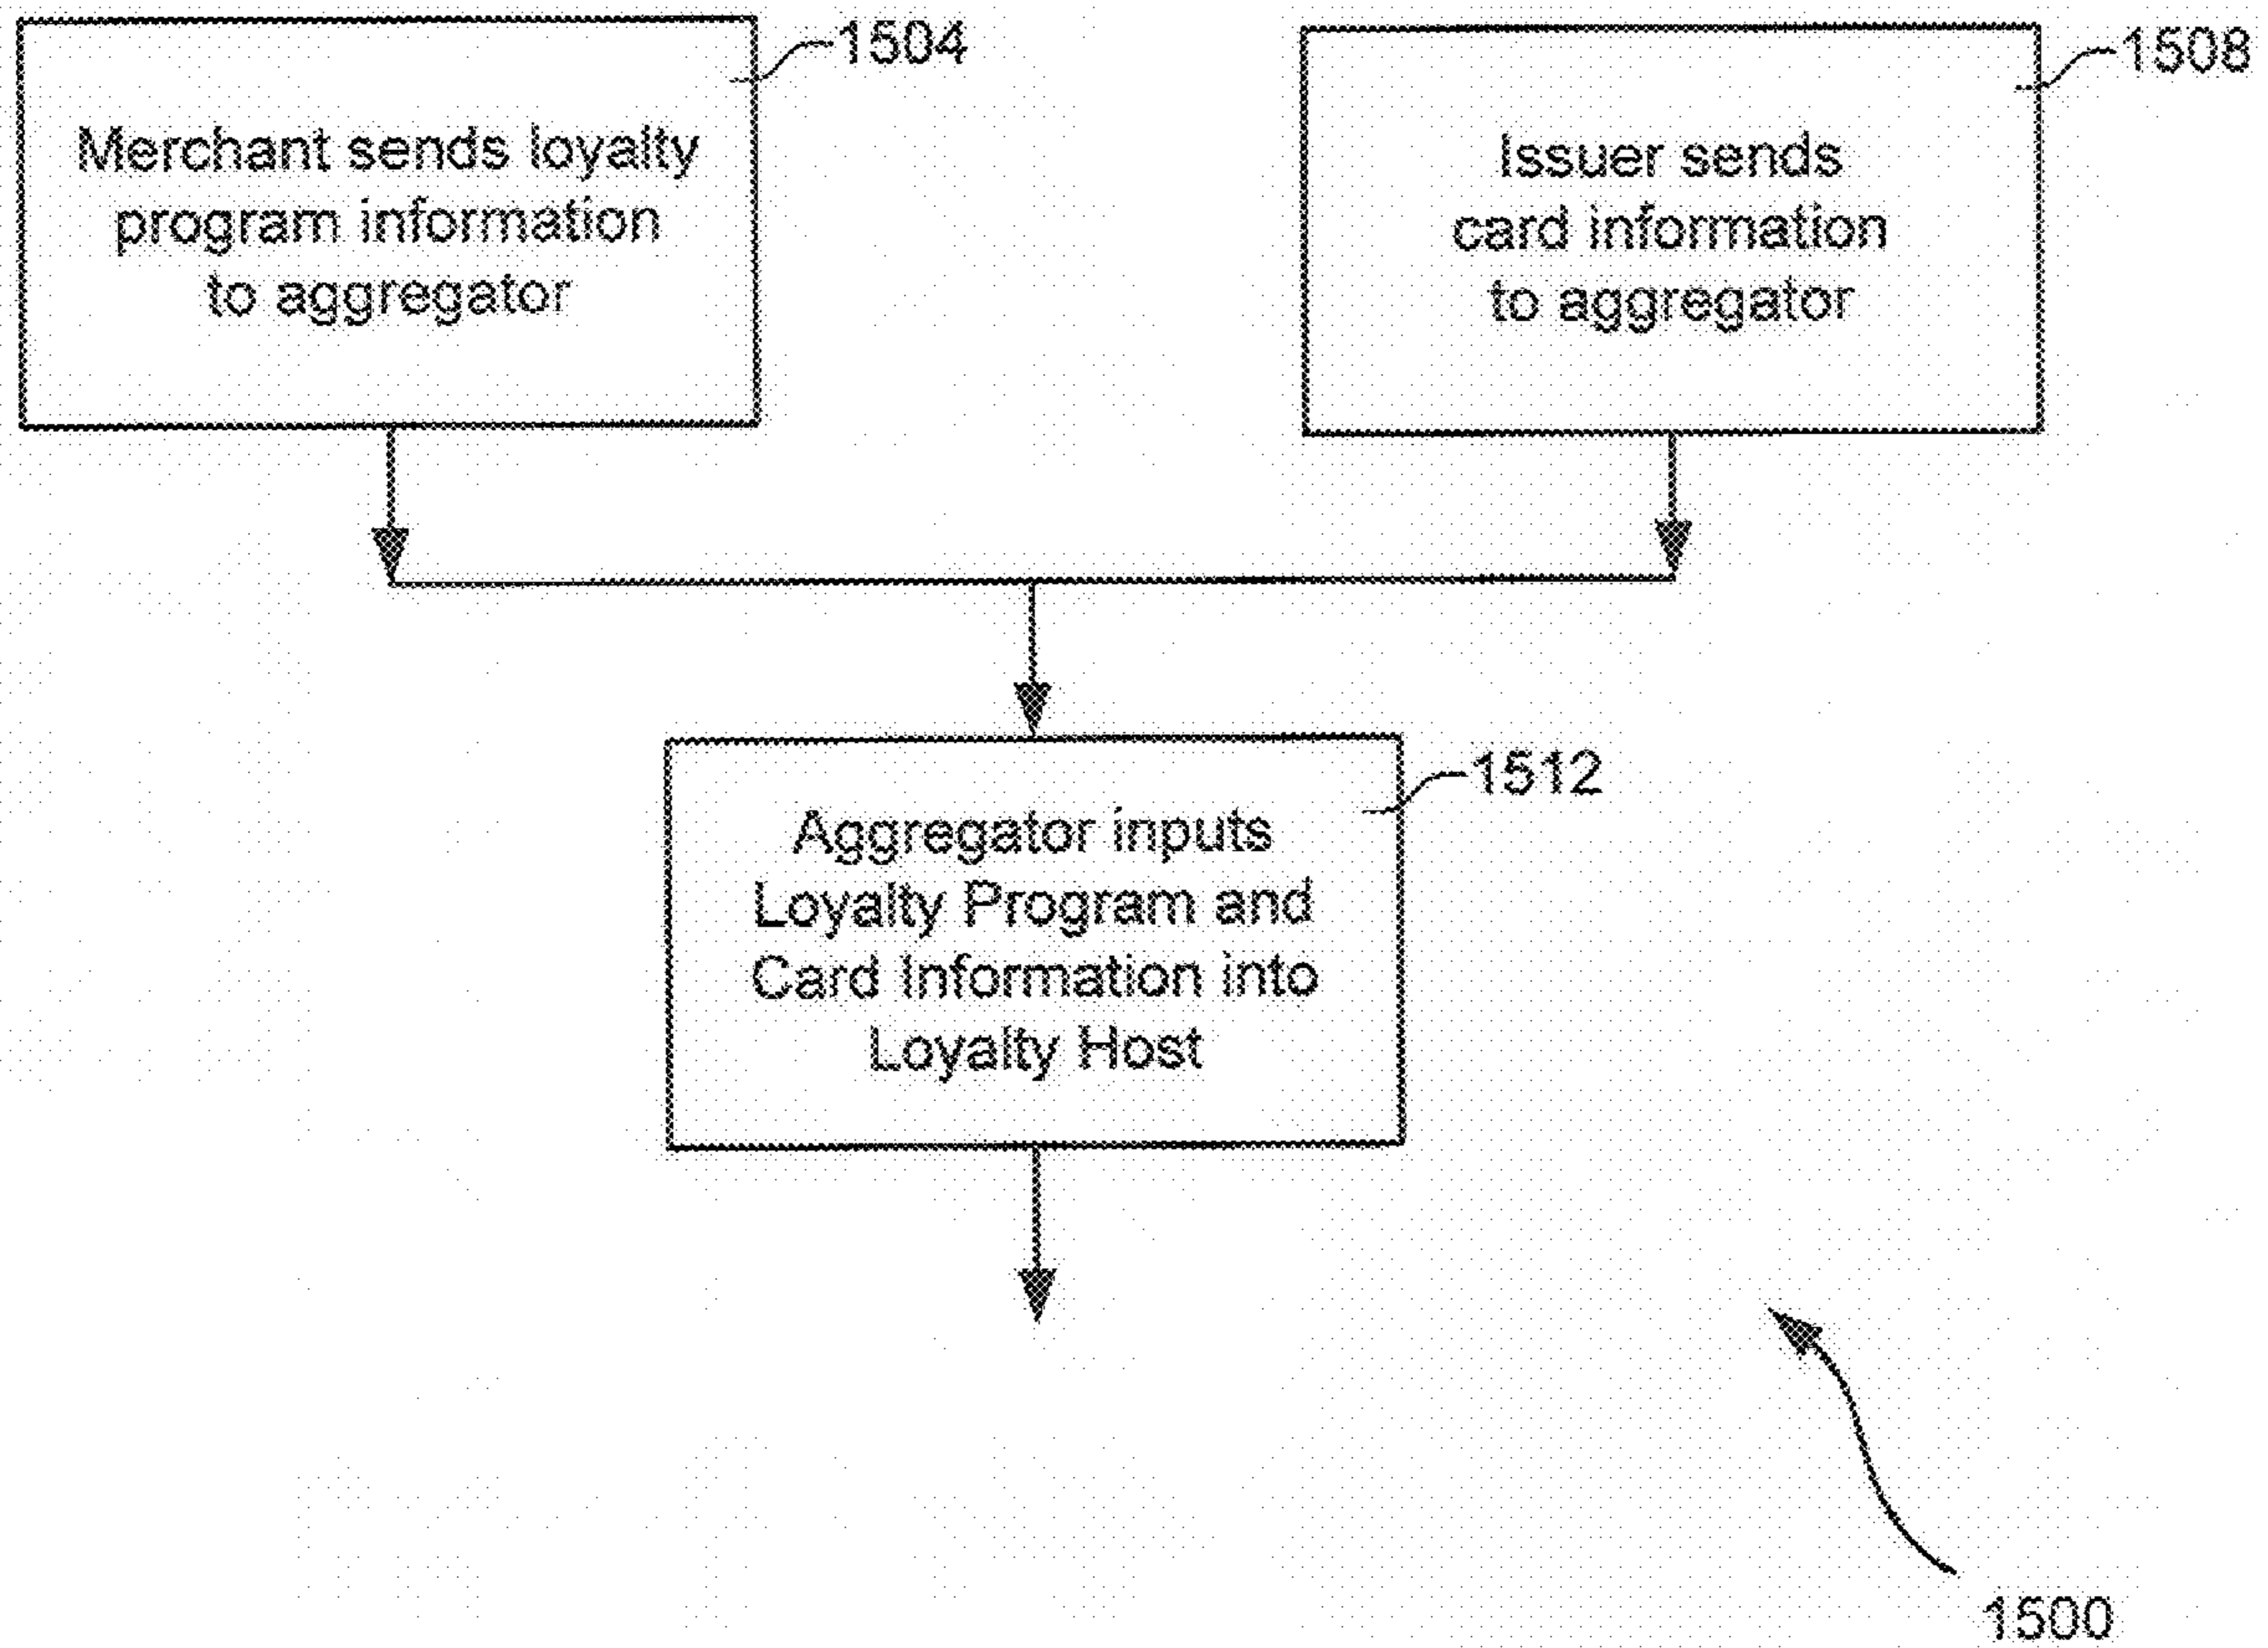 1504
Merchant sends loyalty
program information
to aggregator
1508
Issuer sends
card information
to aggregator
1512
Aggregator inputs
Loyalty Program and
Card Information into
Loyalty Host
1500